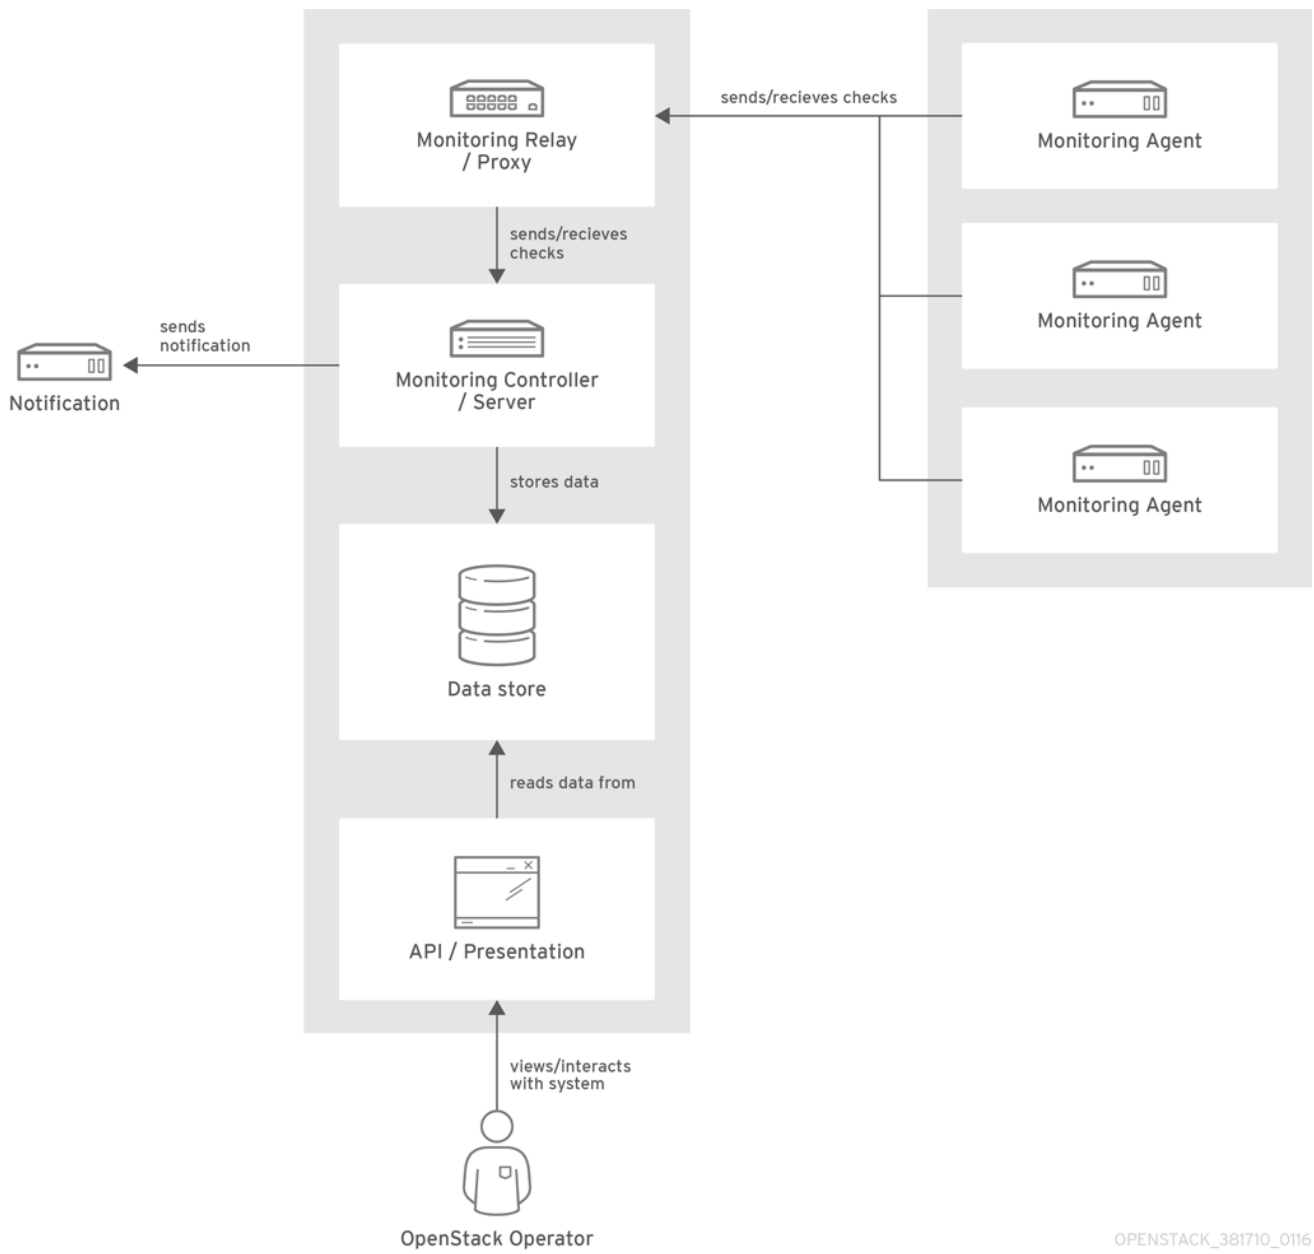 sends/recieves checks
Monitoring Relay
/ Proxy
Monitoring Agent
sends/recieves
checks
Monitoring Agent
sends
notification
Notification
Monitoring Controller
/ Server
stores data
Monitoring Agent
Data store
reads data from
API / Presentation
views/interacts
with system
OpenStack Operator
OPENSTACK_381710_0116